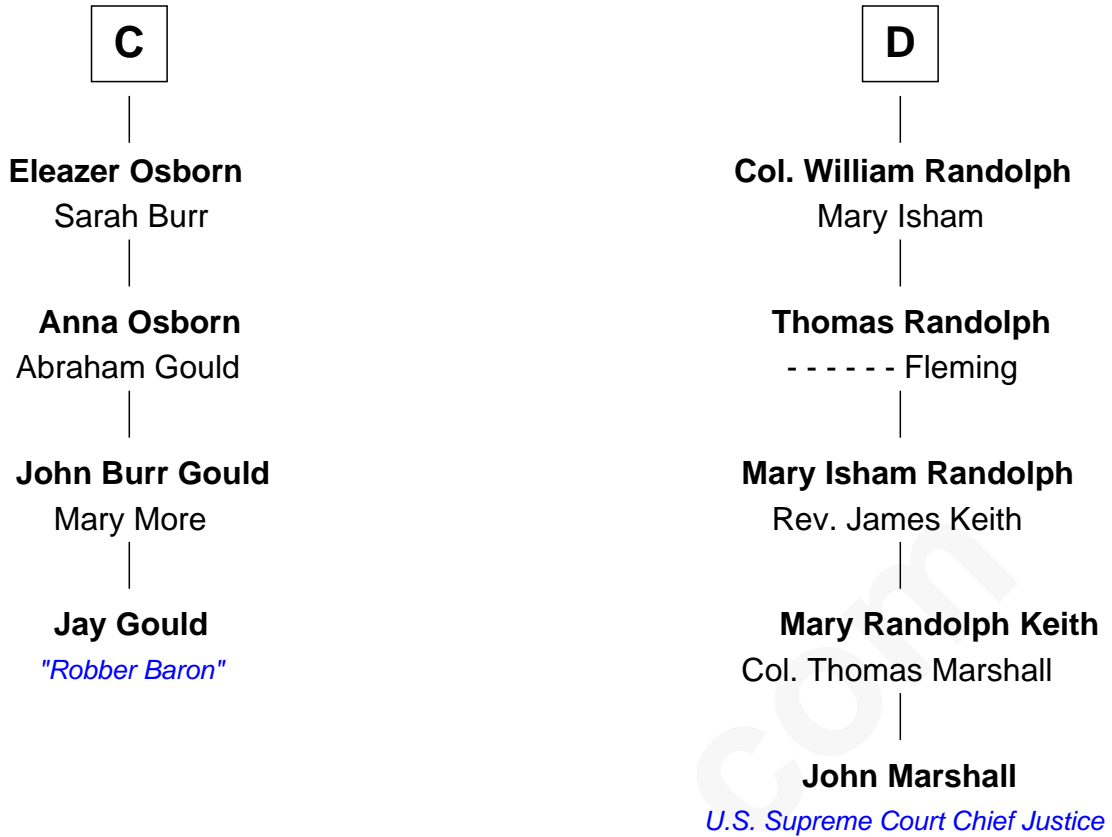 C
Eleazer Osborn
Sarah Burr
Anna Osborn
Abraham Gould
John Burr Gould
Mary More
Jay Gould
"Robber Baron"
D
Col. William Randolph
Mary Isham
Thomas Randolph
- - - - - - Fleming
Mary Isham Randolph
Rev. James Keith
Mary Randolph Keith
Col. Thomas Marshall
John Marshall
U.S. Supreme Court Chief Justice
com